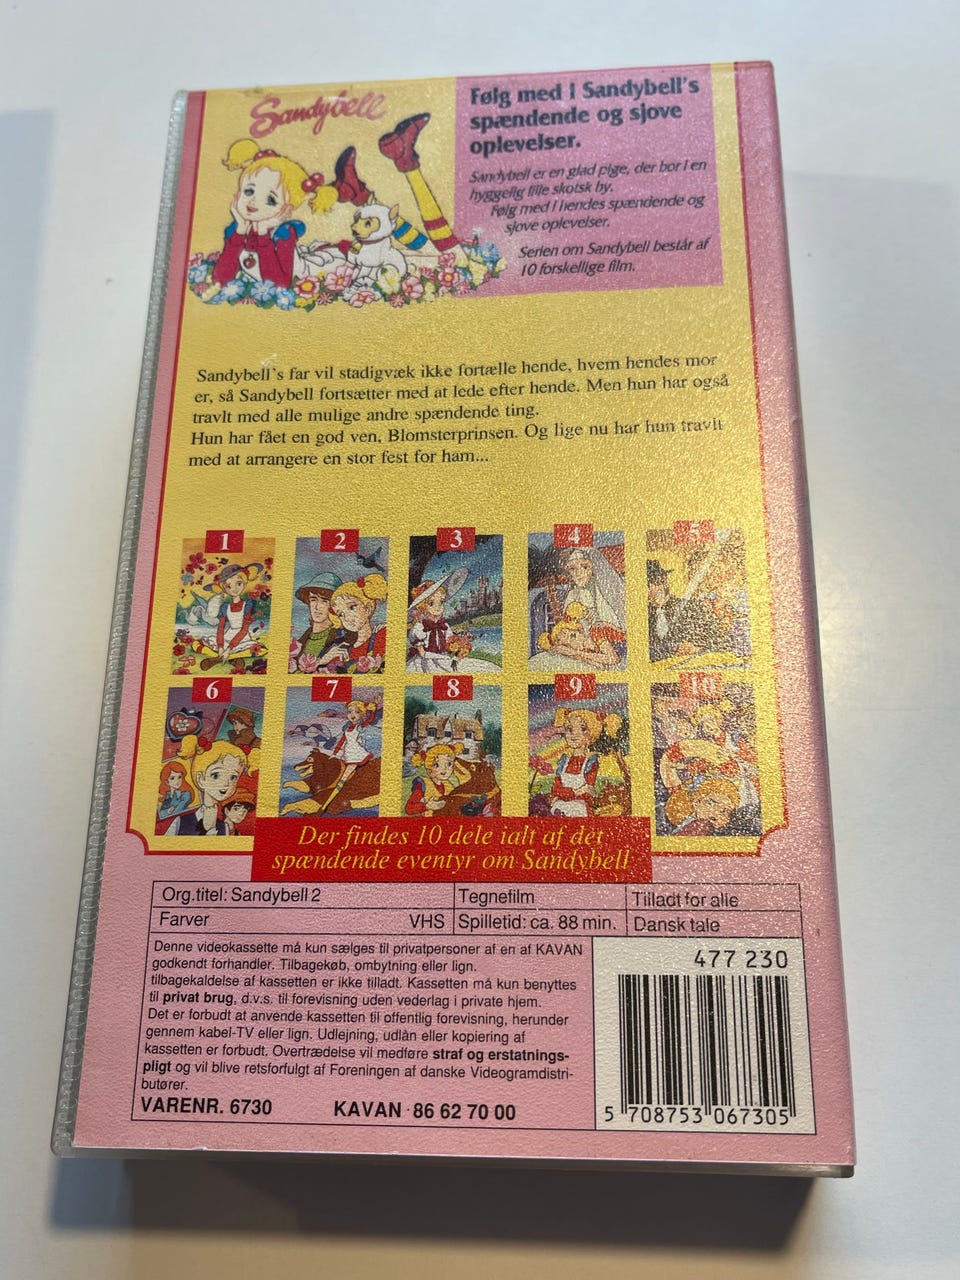 Sandybell
Følg med i Sandybell's
spændende og sjove
oplevelser.
Sandybell er en glad pige, der bor i en
hyggelig lille skotsk by.
Følg med i hendes spændende og
sjove oplevelser.
Serien om Sandybell består af
10 forskellige film.
Sandybell's far vil stadigvæk ikke fortælle hende, hvem hendes mor
er, så Sandybell fortsætter med at lede efter hende. Men hun har også
travlt med alle mulige andre spændende ting.
Hun har fået en god ven, Blomsterprinsen. Og lige nu har hun travlt
med at arrangere en stor fest for ham...
1 2 3 4 5
6 7 8 9 10
Der findes 10 dele ialt af det
spændende eventyr om Sandybell
Org.titel: Sandybell 2 Tegnefilm Tilladt for alle
Farver VHS Spilletid: ca. 88 min. Dansk tale
Denne videokassette må kun sælges til privatpersoner af en af KAVAN
godkendt forhandler. Tilbagekøb, ombytning eller lign.
tilbagekaldelse af kassetten er ikke tilladt. Kassetten må kun benyttes
til privat brug, d.v.s. til forevisning uden vederlag i private hjem.
Det er forbudt at anvende kassetten til offentlig forevisning, herunder
gennem kabel-TV eller lign. Udlejning, udlån eller kopiering af
kassetten er forbudt. Overtrædelse vil medføre straf og erstatnings-
pligt og vil blive retsforfulgt af Foreningen af danske Videogramdistri-
butører.
VARENR. 6730 KAVAN · 86 62 70 00
477 230
5 708753 067305